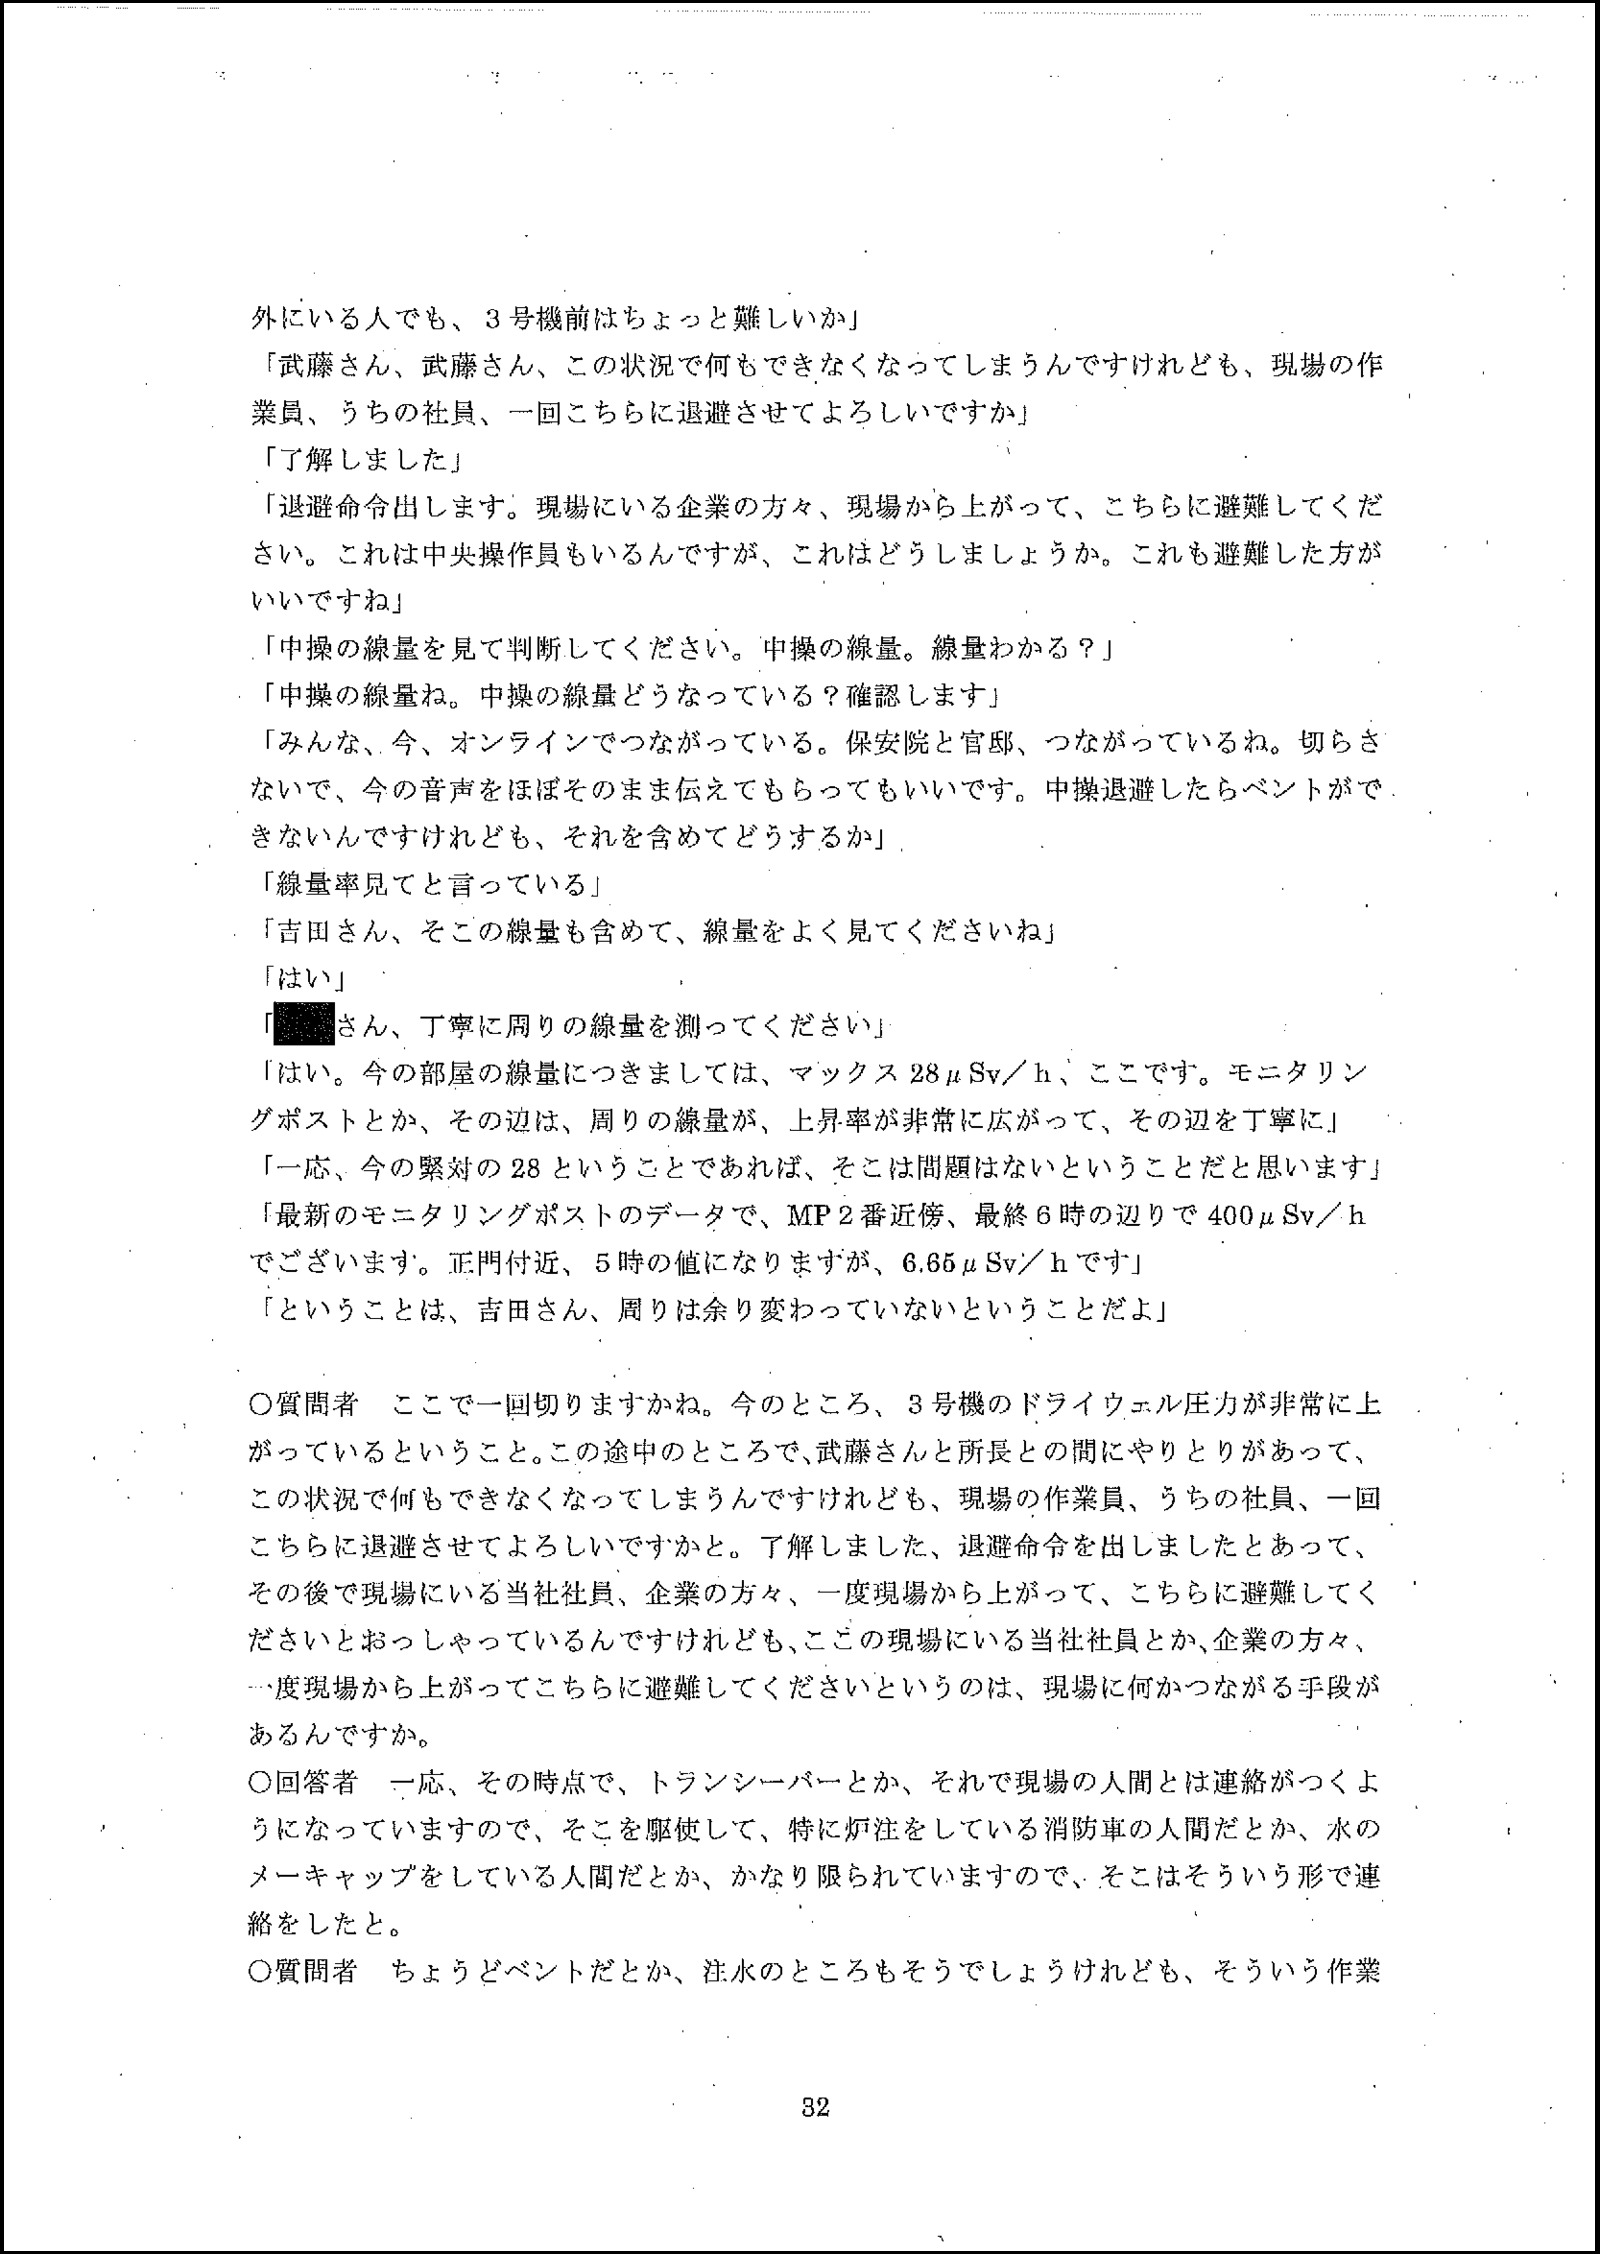 外にいる人でも、３号機前はちょっと難しいか」
「武藤さん、武藤さん、この状況で何もできなくなってしまうんですけれども、現場の作
業員、うちの社員、一回こちらに退避させてよろしいですか」
「了解しました」
「退避命令出します。現場にいる企業の方々、現場から上がって、こちらに避難してくだ
さい。これは中央操作員もいるんですが、これはどうしましょうか。これも避難した方が
いいですね」
「中操の線量を見て判断してください。中操の線量。線量わかる？」
「中操の線量ね。中操の線量どうなっている？確認します」
「みんな、今、オンラインでつながっている。保安院と官邸、つながっているね。切らさ
ないで、今の音声をほぼそのまま伝えてもらってもいいです。中操退避したらベントがで
きないんですけれども、それを含めてどうするか」
「線量率見てと言っている」
「吉田さん、そこの線量も含めて、線量をよく見てくださいね」
「はい」
「さん、丁寧に周りの線量を測ってください」
「はい。今の部屋の線量につきましては、マックス 28μSv／ｈ、ここです。モニタリン
グポストとか、その辺は、周りの線量が、上昇率が非常に広がって、その辺を丁寧に」
「一応、今の緊対の 28 ということであれば、そこは問題はないということだと思います」
「最新のモニタリングポストのデータで、MP２番近傍、最終６時の辺りで 400μSv／ｈ
でございます。正門付近、５時の値になりますが、6.65μSv／ｈです」
「ということは、吉田さん、周りは余り変わっていないということだよ」
○質問者　ここで一回切りますかね。今のところ、３号機のドライウェル圧力が非常に上
がっているということ。この途中のところで、武藤さんと所長との間にやりとりがあって、
この状況で何もできなくなってしまうんですけれども、現場の作業員、うちの社員、一回
こちらに退避させてよろしいですかと。了解しました、退避命令を出しましたとあって、
その後で現場にいる当社社員、企業の方々、一度現場から上がって、こちらに避難してく
ださいとおっしゃっているんですけれども、ここの現場にいる当社社員とか、企業の方々、
一度現場から上がってこちらに避難してくださいというのは、現場に何かつながる手段が
あるんですか。
○回答者　一応、その時点で、トランシーバーとか、それで現場の人間とは連絡がつくよ
うになっていますので、そこを駆使して、特に炉注をしている消防車の人間だとか、水の
メーキャップをしている人間だとか、かなり限られていますので、そこはそういう形で連
絡をしたと。
○質問者　ちょうどベントだとか、注水のところもそうでしょうけれども、そういう作業
32